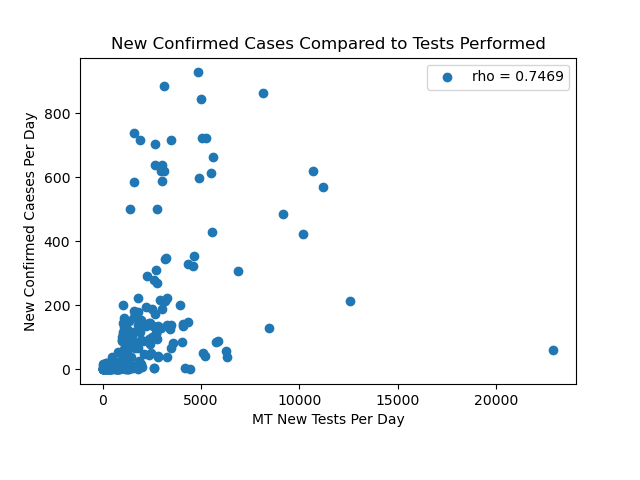 New Confirmed Cases Compared to Tests Performed
rho = 0.7469
New Confirmed Caeses Per Day
800
600
400
200
0
0 5000 10000 15000 20000
MT New Tests Per Day